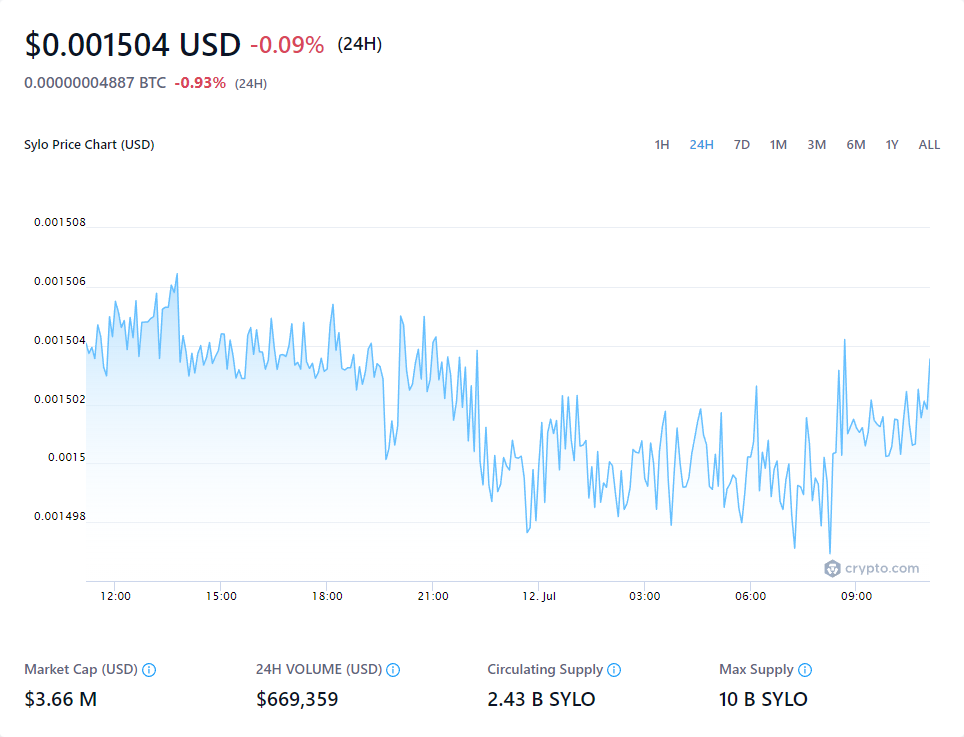 $0.001504 USD -0.09% (24H)
0.00000004887 BTC -0.93% (24H)
Sylo Price Chart (USD) 1H 24H 7D 1M 3M 6M 1Y ALL
0.001508
0.001506
0.001504
0.001502
0.0015
0.001498
crypto.com
12:00 15:00 18:00 21:00 12. Jul 03:00 06:00 09:00
Market Cap (USD) 24H VOLUME (USD) Circulating Supply Max Supply
$3.66 M $669,359 2.43 B SYLO 10 B SYLO